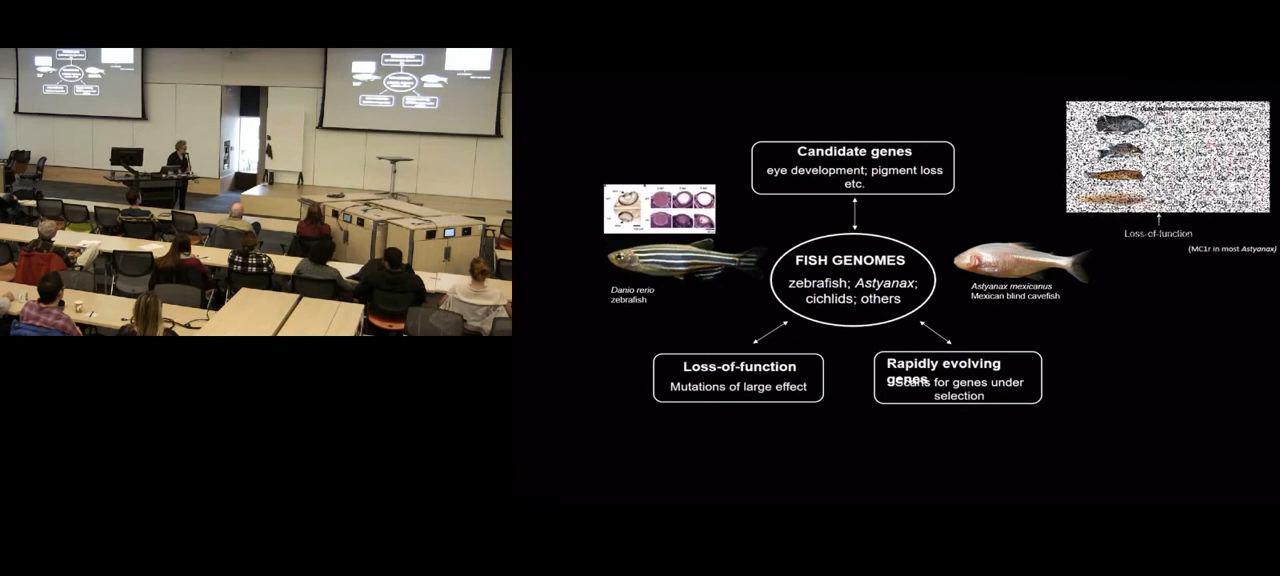 Candidate genes
eye development; pigment loss
etc.
FISH GENOMES
zebrafish; Astyanax;
cichlids; others
Danio rerio
zebrafish
Astyanax mexicanus
Mexican blind cavefish
Loss-of-function
(MC1r in most Astyanax)
Loss-of-function
Mutations of large effect
Rapidly evolving
genes
Scans for genes under
selection